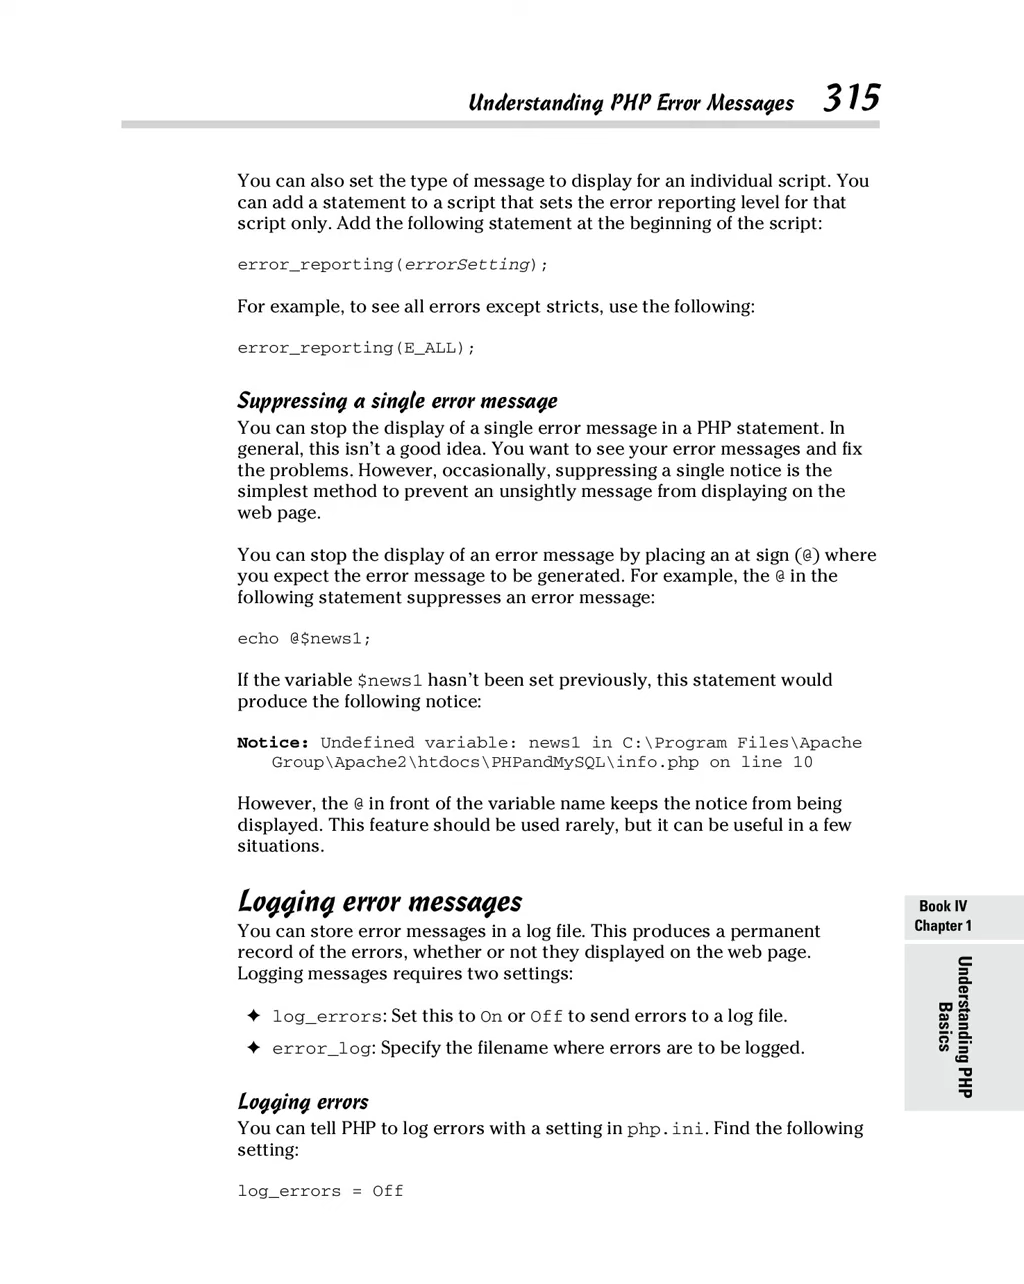 Understanding PHP Error Messages 315
You can also set the type of message to display for an individual script. You
can add a statement to a script that sets the error reporting level for that
script only. Add the following statement at the beginning of the script:
error_reporting(errorSetting);
For example, to see all errors except stricts, use the following:
error_reporting(E_ALL);
Suppressing a single error message
You can stop the display of a single error message in a PHP statement. In
general, this isn’t a good idea. You want to see your error messages and fix
the problems. However, occasionally, suppressing a single notice is the
simplest method to prevent an unsightly message from displaying on the
web page.
You can stop the display of an error message by placing an at sign (@) where
you expect the error message to be generated. For example, the @ in the
following statement suppresses an error message:
echo @$news1;
If the variable $news1 hasn’t been set previously, this statement would
produce the following notice:
Notice: Undefined variable: news1 in C:\Program Files\Apache
Group\Apache2\htdocs\PHPandMySQL\info.php on line 10
However, the @ in front of the variable name keeps the notice from being
displayed. This feature should be used rarely, but it can be useful in a few
situations.
Logging error messages
You can store error messages in a log file. This produces a permanent
record of the errors, whether or not they displayed on the web page.
Logging messages requires two settings:
✦ log_errors: Set this to On or Off to send errors to a log file.
✦ error_log: Specify the filename where errors are to be logged.
Logging errors
You can tell PHP to log errors with a setting in php.ini. Find the following
setting:
log_errors = Off
Book IV
Chapter 1
Understanding PHP
Basics